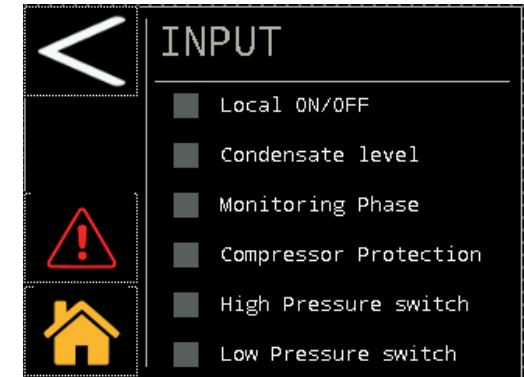 INPUT
Local ON/OFF
Condensate level
Monitoring Phase
Compressor Protection
High Pressure switch
Low Pressure switch